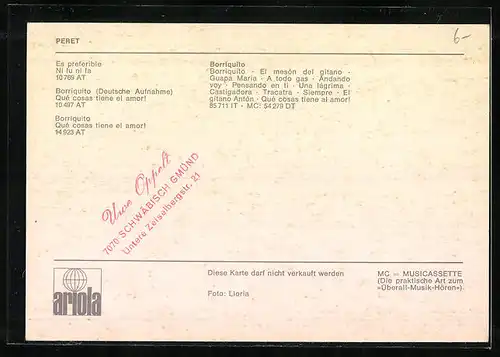 6-
PERET
Es preferible
Ni fu ni fa
10 769 AT
Borriquito (Deutsche Aufnahme)
Qué cosas tiene el amor!
10 497 AT
Borriquito
Qué cosas tiene el amor!
14 923 AT
Borriquito
Borriquito - El mesón del gitano -
Guapa Maria - A todo gas - Andando
voy - Pensando en ti - Una lágrima -
Castigadora - Tracatra - Siempre - El
gitano Antón - Qué cosas tiene al amor!
85 711 IT - MC: 54 279 DT
Uwe Oppelt
7070 SCHWÄBISCH GMÜND
Untere Zeiselbergstr. 21
ariola
Diese Karte darf nicht verkauft werden
Foto: Lloria
MC = MUSICASSETTE
(Die praktische Art zum
»Überall-Musik-Hören«)